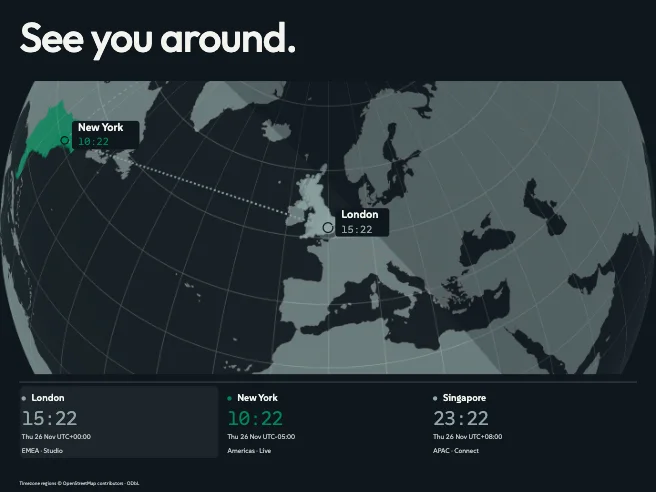 See you around.
New York
10:22
London
15:22
London
15:22
Thu 26 Nov UTC+00:00
EMEA · Studio
New York
10:22
Thu 26 Nov UTC-05:00
Americas · Live
Singapore
23:22
Thu 26 Nov UTC+08:00
APAC · Connect
Timezone regions © OpenStreetMap contributors · ODbL